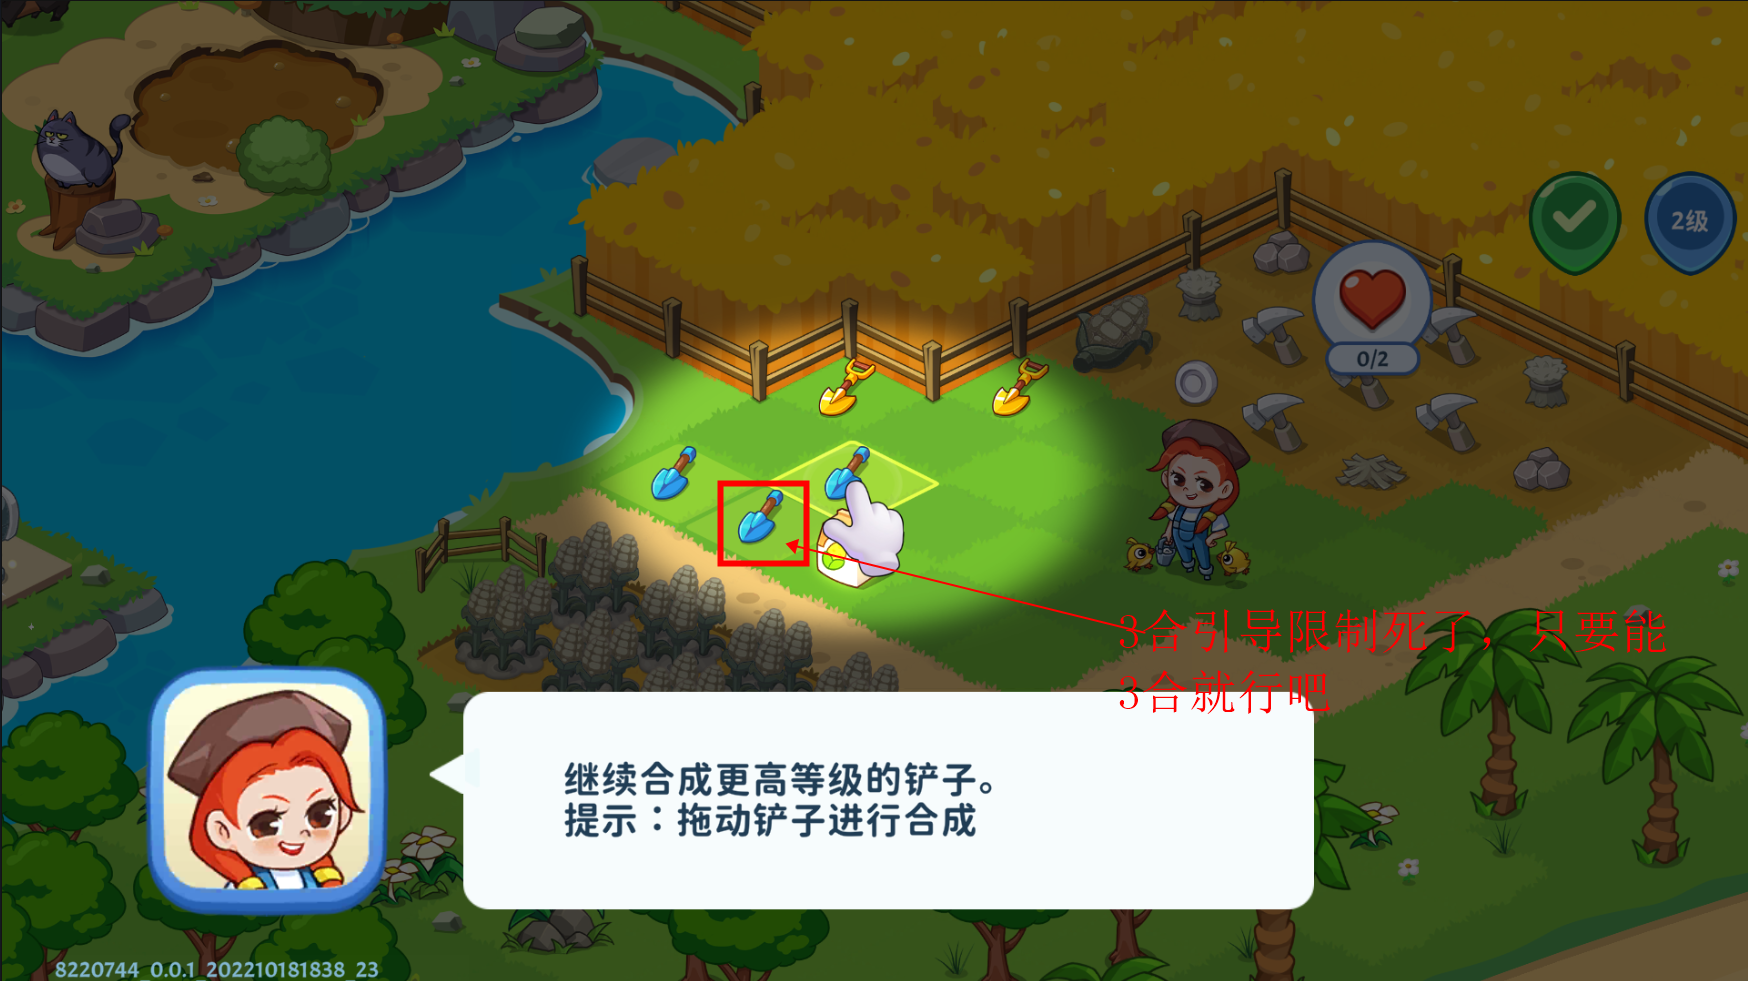 2级
0/2
3合引导限制死了，只要能
3合就行吧
继续合成更高等级的铲子。
提示：拖动铲子进行合成
8220744_0.0.1_202210181838_23